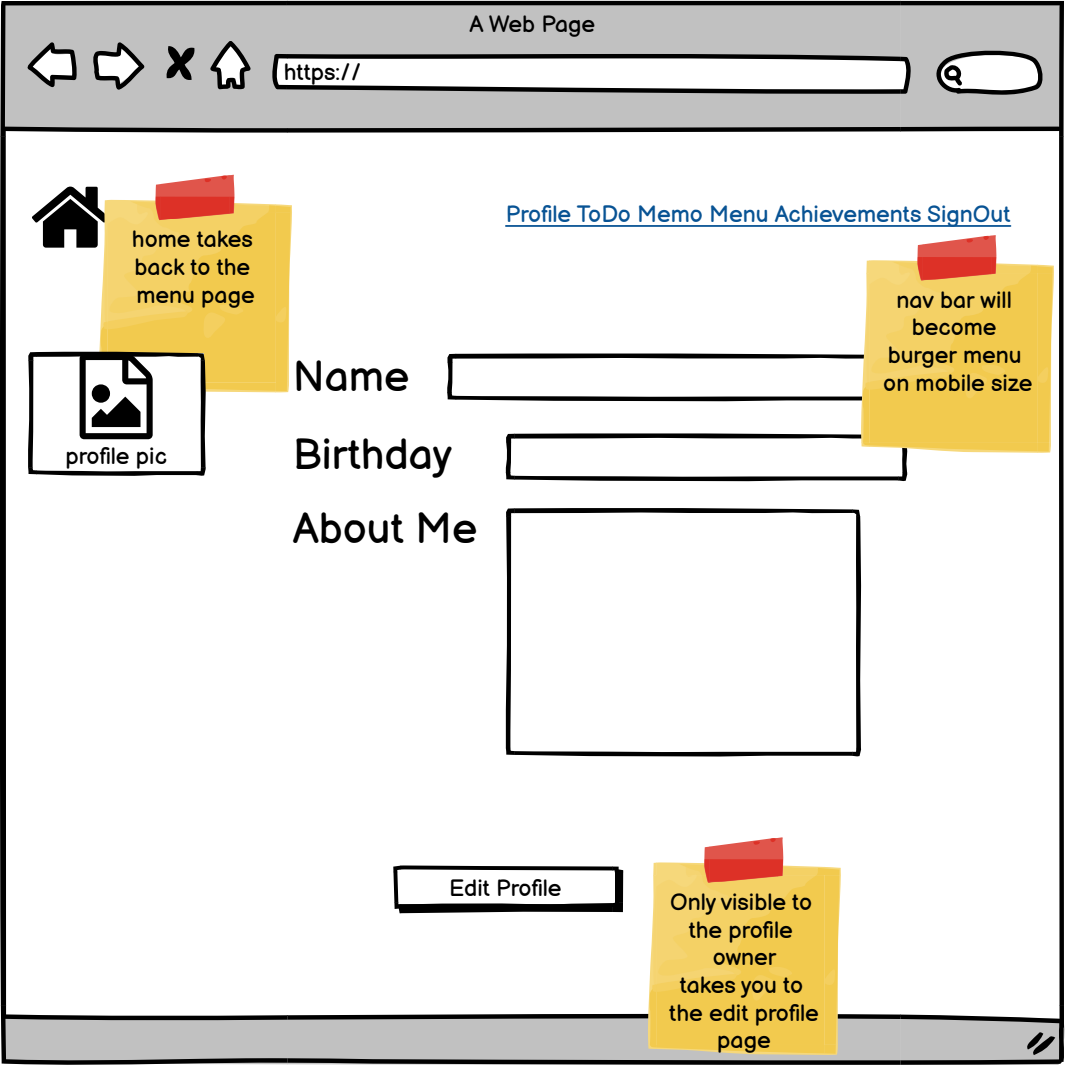 A Web Page
https://
Profile ToDo Memo Menu Achievements SignOut
home takes
back to the
menu page
nav bar will
become
burger menu
on mobile size
profile pic
Name
Birthday
About Me
Edit Profile
Only visible to
the profile
owner
takes you to
the edit profile
page